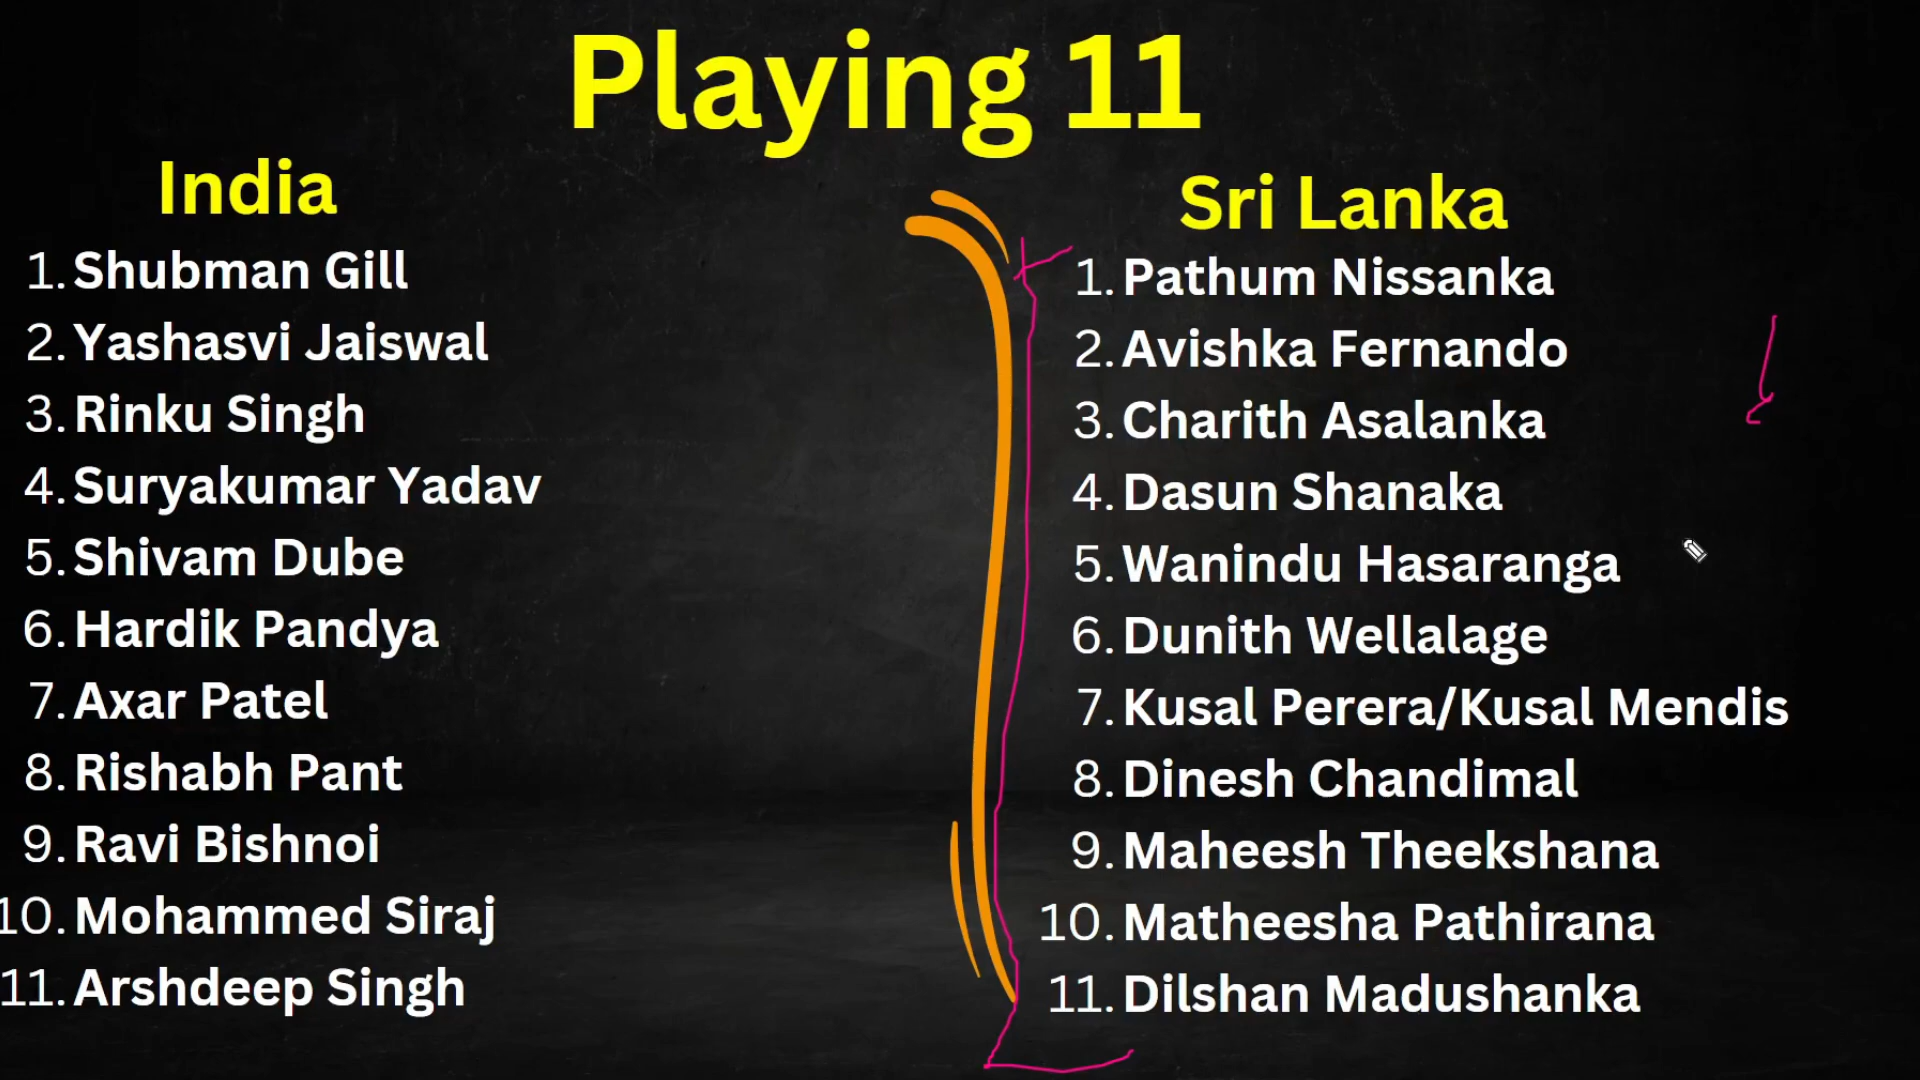 Playing 11
India
1. Shubman Gill
2. Yashasvi Jaiswal
3. Rinku Singh
4. Suryakumar Yadav
5. Shivam Dube
6. Hardik Pandya
7. Axar Patel
8. Rishabh Pant
9. Ravi Bishnoi
10. Mohammed Siraj
11. Arshdeep Singh
Sri Lanka
1. Pathum Nissanka
2. Avishka Fernando
3. Charith Asalanka
4. Dasun Shanaka
5. Wanindu Hasaranga
6. Dunith Wellalage
7. Kusal Perera/Kusal Mendis
8. Dinesh Chandimal
9. Maheesh Theekshana
10. Matheesha Pathirana
11. Dilshan Madushanka